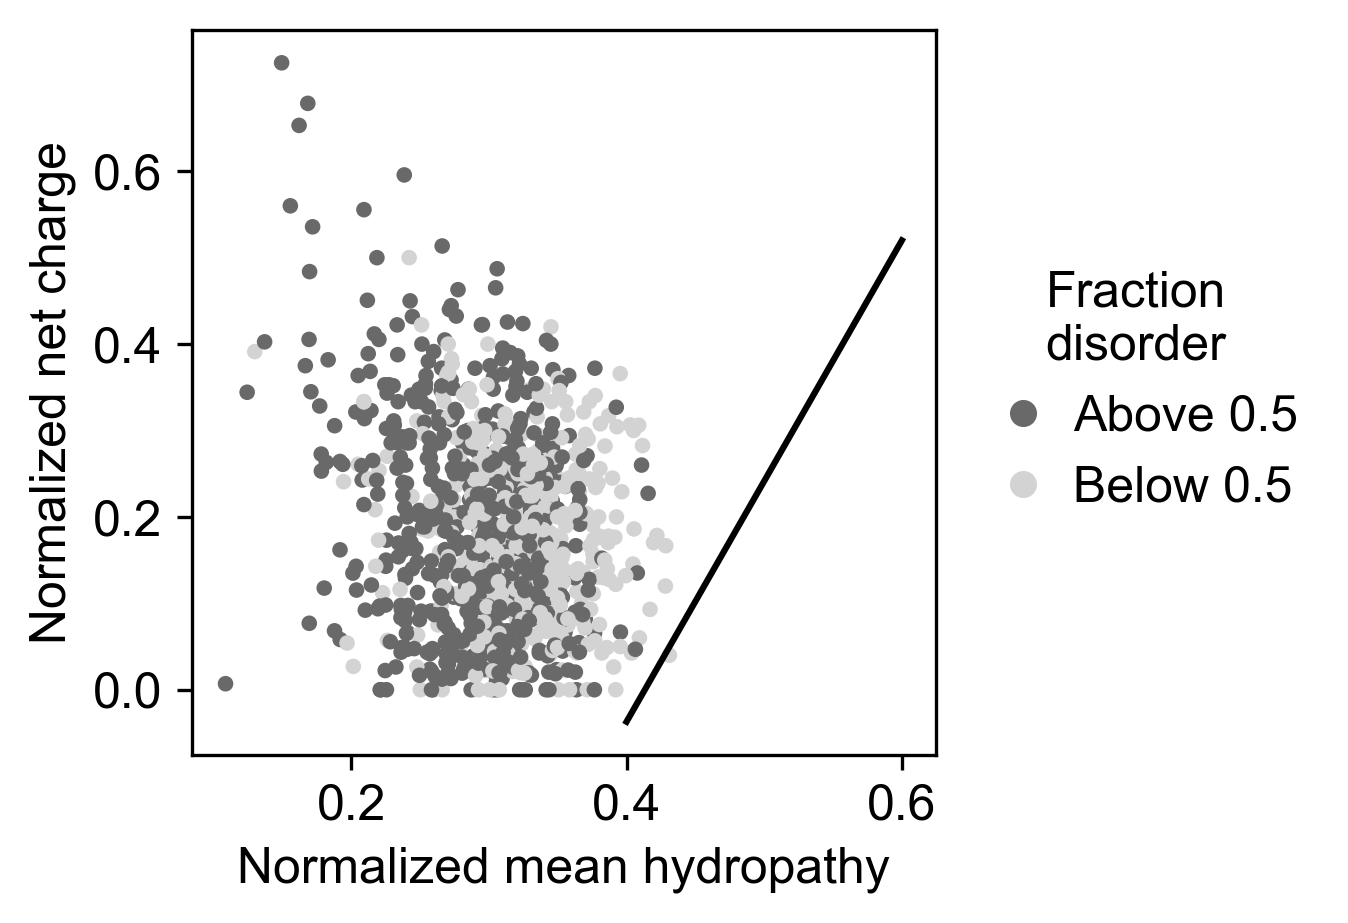 Normalized net charge
0.6
0.4
0.2
0.0
0.2
0.4
0.6
Normalized mean hydropathy
Fraction
disorder
Above 0.5
Below 0.5